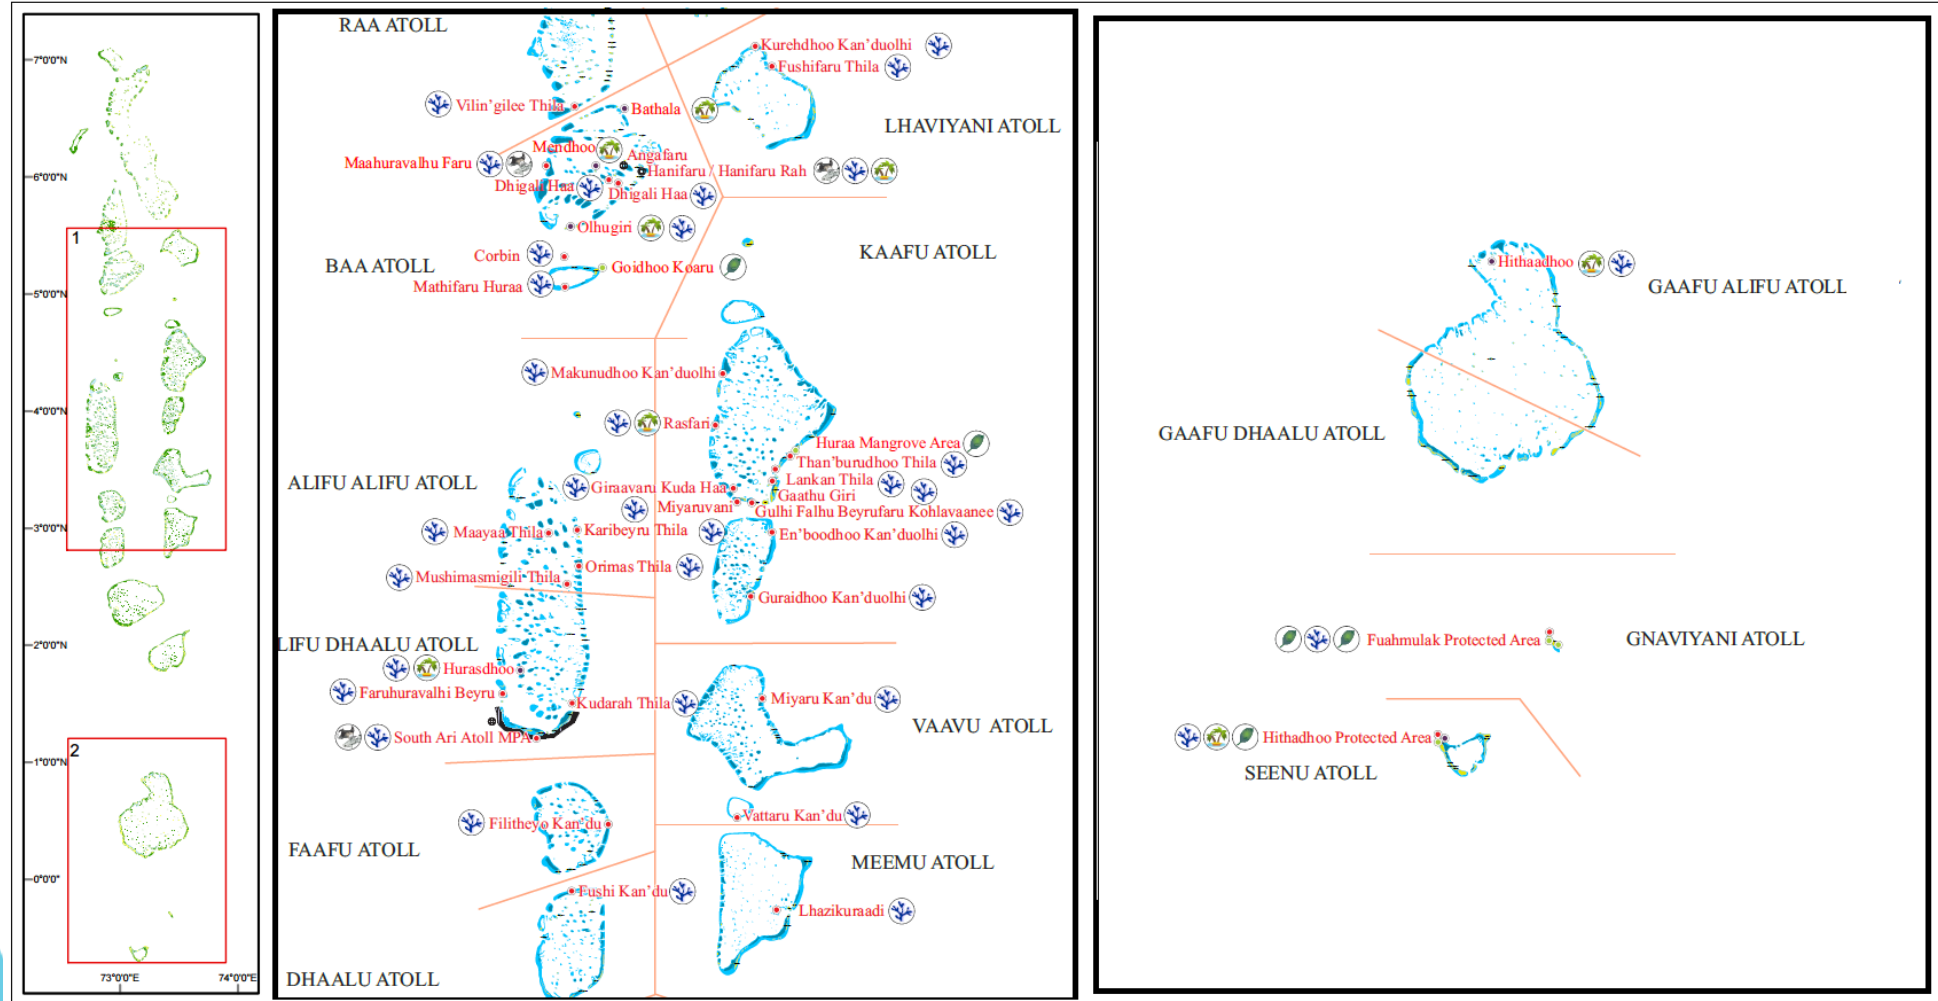 7°0'0"N
6°0'0"N
1
5°0'0"N
4°0'0"N
3°0'0"N
2°0'0"N
2
1°0'0"N
0°0'0"
73°0'0"E
74°0'0"E
RAA ATOLL
Kurehdhoo Kan'duolhi
Fushifaru Thila
Vilin'gilee Thila
Bathala
LHAVIYANI ATOLL
Mendhoo
Angafaru
Maahuravalhu Faru
Hanifaru / Hanifaru Rah
Dhigali Haa
Dhigali Haa
Olhugiri
Corbin
KAAFU ATOLL
BAA ATOLL
Goidhoo Koaru
Mathifaru Huraa
Makunudhoo Kan'duolhi
Rasfari
Huraa Mangrove Area
Than'burudhoo Thila
ALIFU ALIFU ATOLL
Giraavaru Kuda Haa
Lankan Thila
Gaathu Giri
Miyaruvani
Gulhi Falhu Beyrufaru Kohlavaanee
Maayaa Thila
Karibeyru Thila
En'boodhoo Kan'duolhi
Orimas Thila
Mushimasmigili Thila
Guraidhoo Kan'duolhi
LIFU DHAALU ATOLL
Hurasdhoo
Faruhuravalhi Beyru
Kudarah Thila
Miyaru Kan'du
VAAVU ATOLL
South Ari Atoll MPA
Vattaru Kan'du
Filitheyo Kan'du
FAAFU ATOLL
MEEMU ATOLL
Fushi Kan'du
Lhazikuraadi
DHAALU ATOLL
Hithaadhoo
GAAFU ALIFU ATOLL
GAAFU DHAALU ATOLL
Fuahmulak Protected Area
GNAVIYANI ATOLL
Hithadhoo Protected Area
SEENU ATOLL